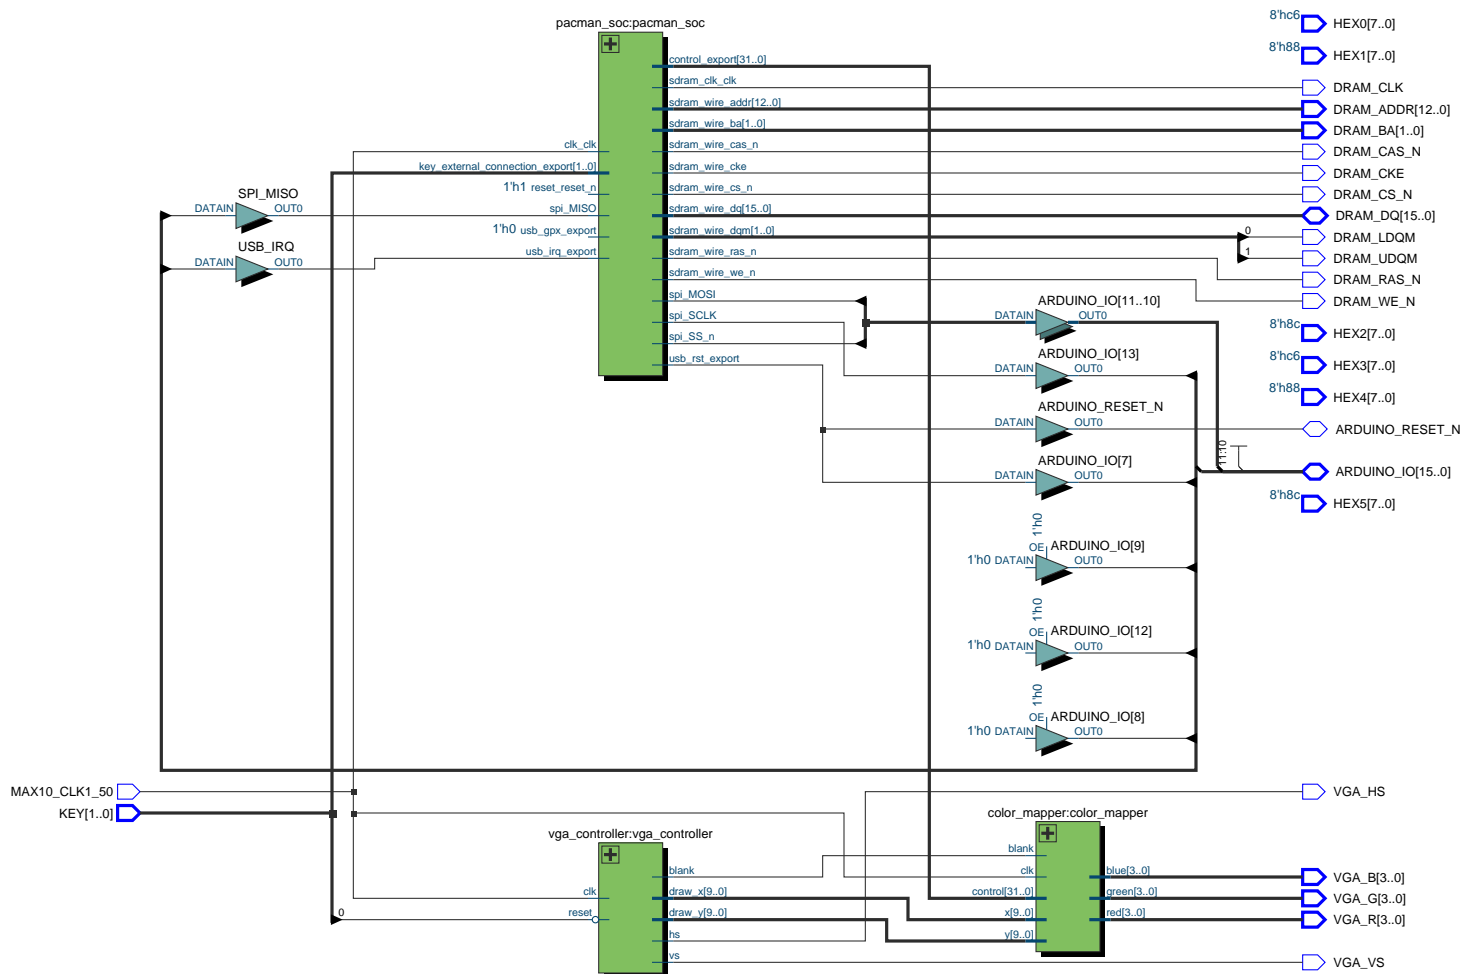 pacman_soc:pacman_soc
8'hc6
HEX0[7..0]
8'h88
HEX1[7..0]
control_export[31..0]
sdram_clk_clk
DRAM_CLK
sdram_wire_addr[12..0]
DRAM_ADDR[12..0]
sdram_wire_ba[1..0]
DRAM_BA[1..0]
clk_clk
sdram_wire_cas_n
DRAM_CAS_N
key_external_connection_export[1..0]
sdram_wire_cke
DRAM_CKE
1'h1 reset_reset_n
sdram_wire_cs_n
DRAM_CS_N
SPI_MISO
DATAIN
OUT0
spi_MISO
sdram_wire_dq[15..0]
DRAM_DQ[15..0]
1'h0 usb_gpx_export
sdram_wire_dqm[1..0]
0
DRAM_LDQM
USB_IRQ
DATAIN
OUT0
usb_irq_export
sdram_wire_ras_n
1
DRAM_UDQM
sdram_wire_we_n
DRAM_RAS_N
spi_MOSI
ARDUINO_IO[11..10]
DRAM_WE_N
spi_SCLK
DATAIN
OUT0
8'h8c
HEX2[7..0]
spi_SS_n
ARDUINO_IO[13]
usb_rst_export
DATAIN
OUT0
8'hc6
HEX3[7..0]
8'h88
HEX4[7..0]
ARDUINO_RESET_N
DATAIN
OUT0
ARDUINO_RESET_N
11:10
ARDUINO_IO[7]
DATAIN
OUT0
ARDUINO_IO[15..0]
8'h8c
HEX5[7..0]
1'h0
OE
ARDUINO_IO[9]
1'h0 DATAIN
OUT0
1'h0
OE
ARDUINO_IO[12]
1'h0 DATAIN
OUT0
1'h0
OE
ARDUINO_IO[8]
1'h0 DATAIN
OUT0
MAX10_CLK1_50
VGA_HS
KEY[1..0]
color_mapper:color_mapper
vga_controller:vga_controller
blank
blank
clk
blue[3..0]
VGA_B[3..0]
clk
draw_x[9..0]
control[31..0]
green[3..0]
VGA_G[3..0]
0
reset
draw_y[9..0]
x[9..0]
red[3..0]
VGA_R[3..0]
hs
y[9..0]
vs
VGA_VS